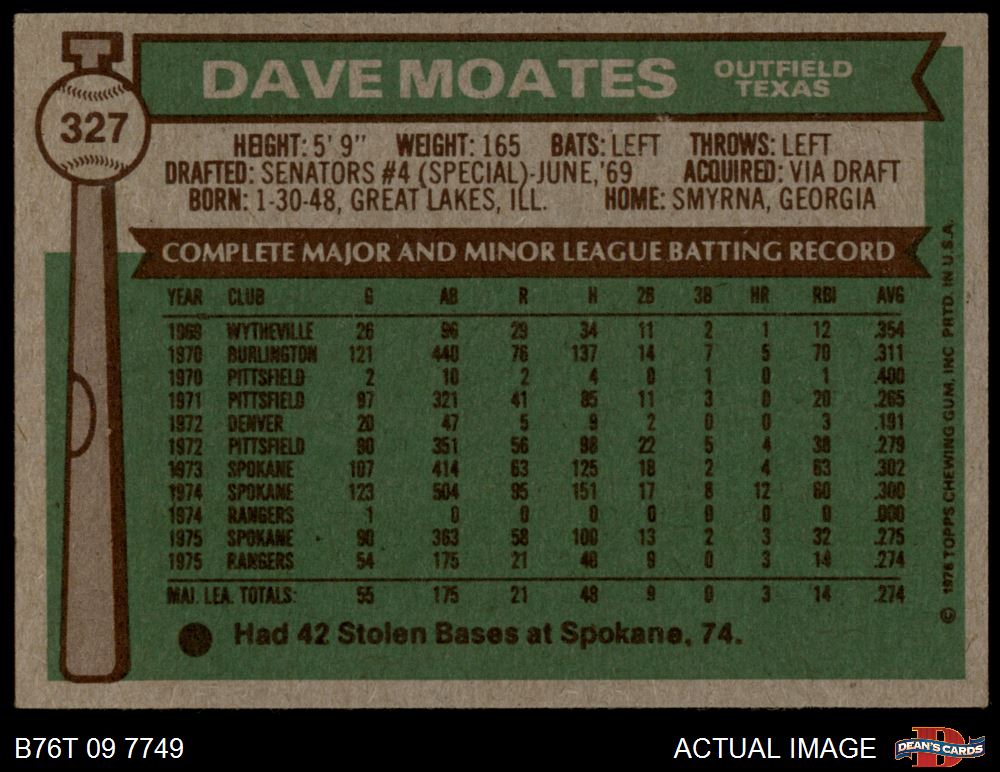 T
327
DAVE MOATES OUTFIELD
TEXAS
HEIGHT: 5' 9" WEIGHT: 165 BATS: LEFT THROWS: LEFT
DRAFTED: SENATORS #4 (SPECIAL)-JUNE,'69 ACQUIRED: VIA DRAFT
BORN: 1-30-48, GREAT LAKES, ILL. HOME: SMYRNA, GEORGIA
COMPLETE MAJOR AND MINOR LEAGUE BATTING RECORD
YEAR CLUB G AB R H 2B 3B HR RBI AVG
1969 WYTHEVILLE 26 96 29 34 11 2 1 12 .354
1970 BURLINGTON 121 440 76 137 14 7 5 70 .311
1970 PITTSFIELD 2 10 2 4 0 1 0 1 .400
1971 PITTSFIELD 97 321 41 85 11 3 0 20 .265
1972 DENVER 20 47 5 9 2 0 0 3 .191
1972 PITTSFIELD 90 351 56 98 22 5 4 38 .279
1973 SPOKANE 107 414 63 125 18 2 4 63 .302
1974 SPOKANE 123 504 95 151 17 8 12 60 .300
1974 RANGERS 1 0 0 0 0 0 0 0 .000
1975 SPOKANE 90 363 58 100 13 2 3 32 .275
1975 RANGERS 54 175 21 48 9 0 3 14 .274
MAJ. LEA. TOTALS: 55 175 21 48 9 0 3 14 .274
Had 42 Stolen Bases at Spokane, 74.
© 1976 TOPPS CHEWING GUM, INC. PRTD. IN U.S.A.
B76T 09 7749
ACTUAL IMAGE
D
DEAN'S CARDS